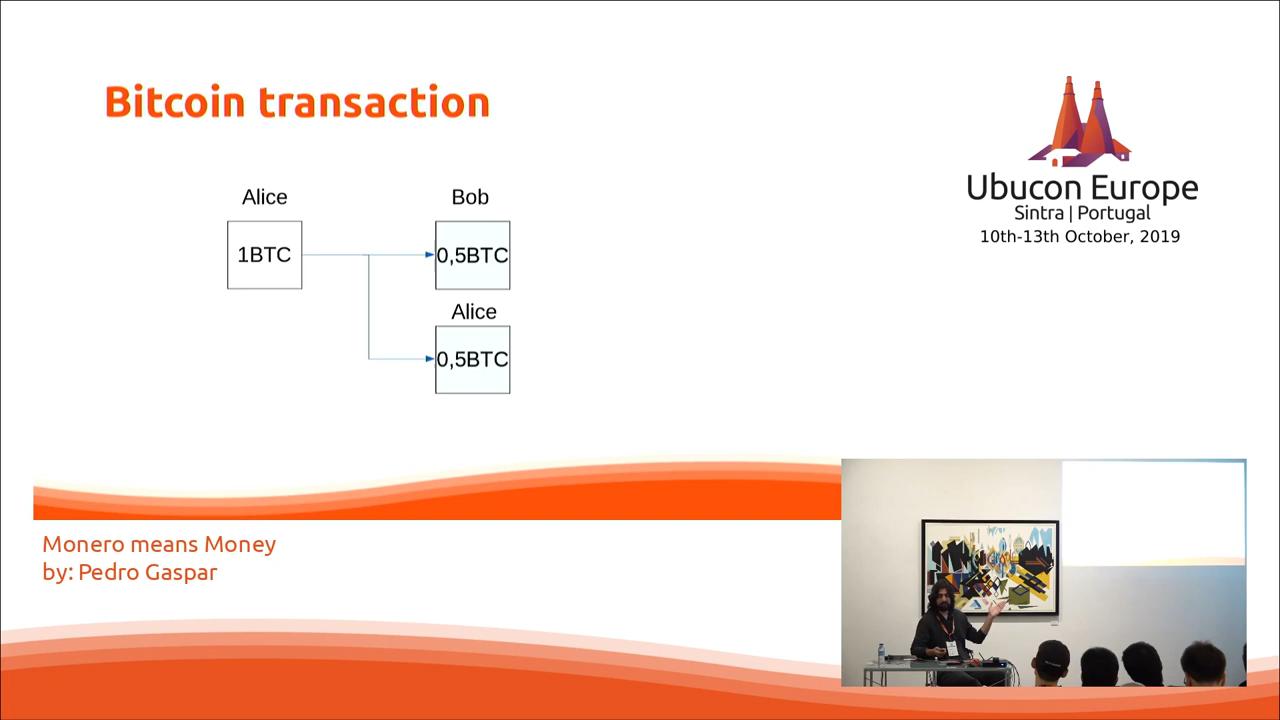 Bitcoin transaction
Ubucon Europe
Sintra | Portugal
10th-13th October, 2019
Alice
Bob
1BTC
0,5BTC
Alice
0,5BTC
Monero means Money
by: Pedro Gaspar